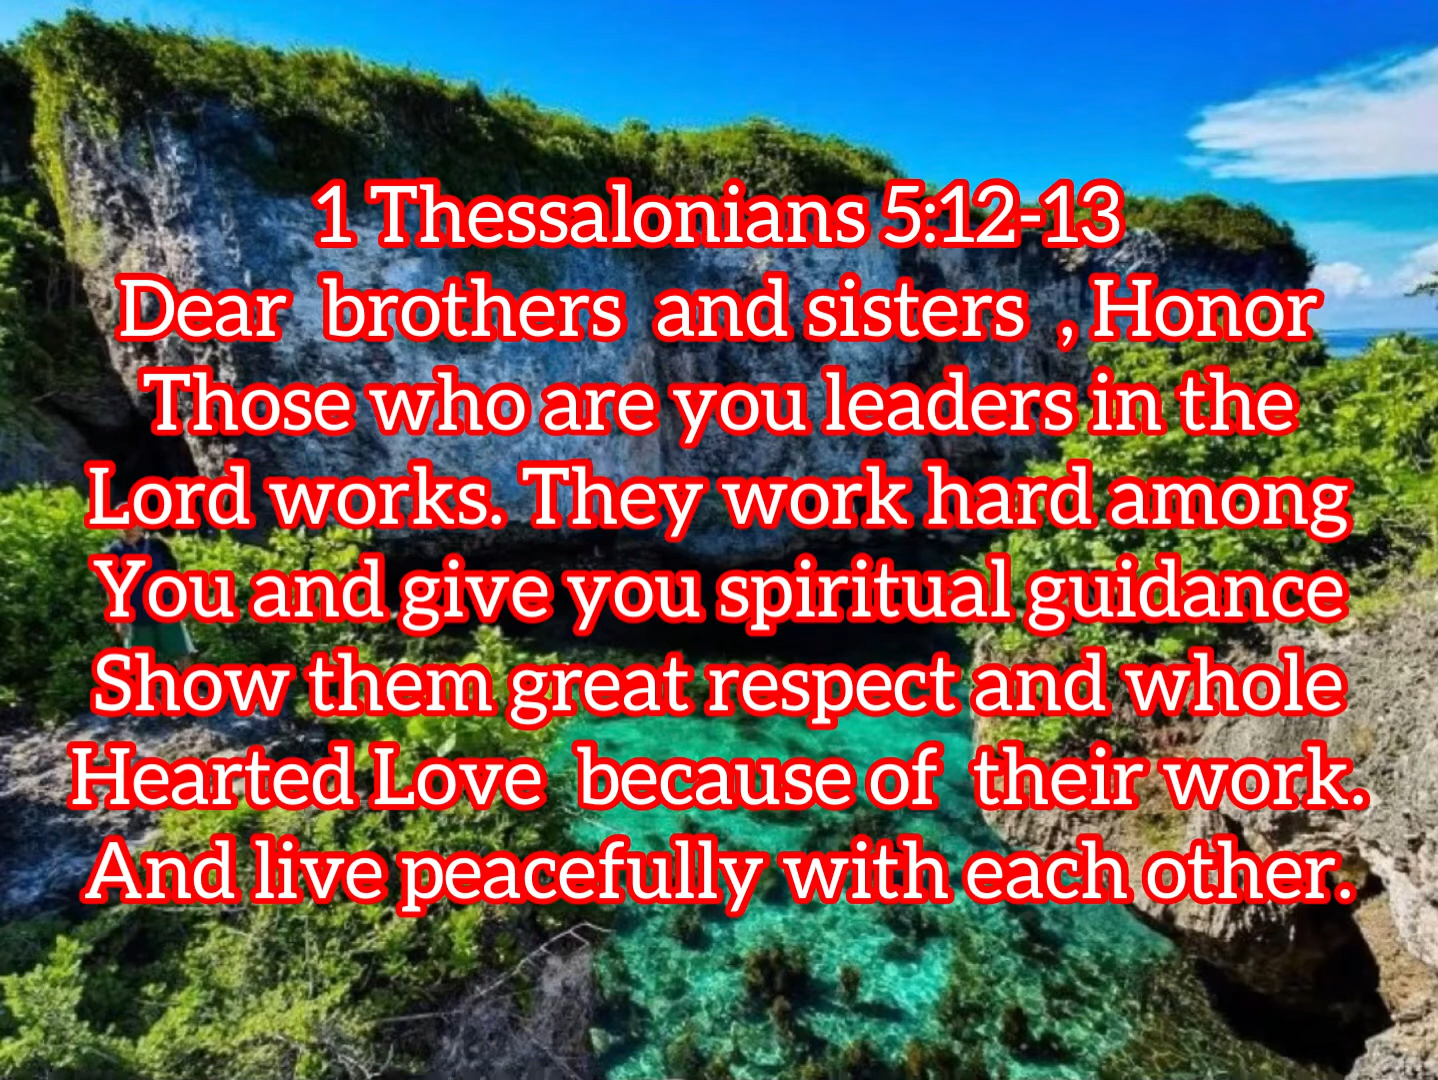 1 Thessalonians 5:12-13
Dear brothers and sisters , Honor
Those who are you leaders in the
Lord works. They work hard among
You and give you spiritual guidance
Show them great respect and whole
Hearted Love because of their work.
And live peacefully with each other.